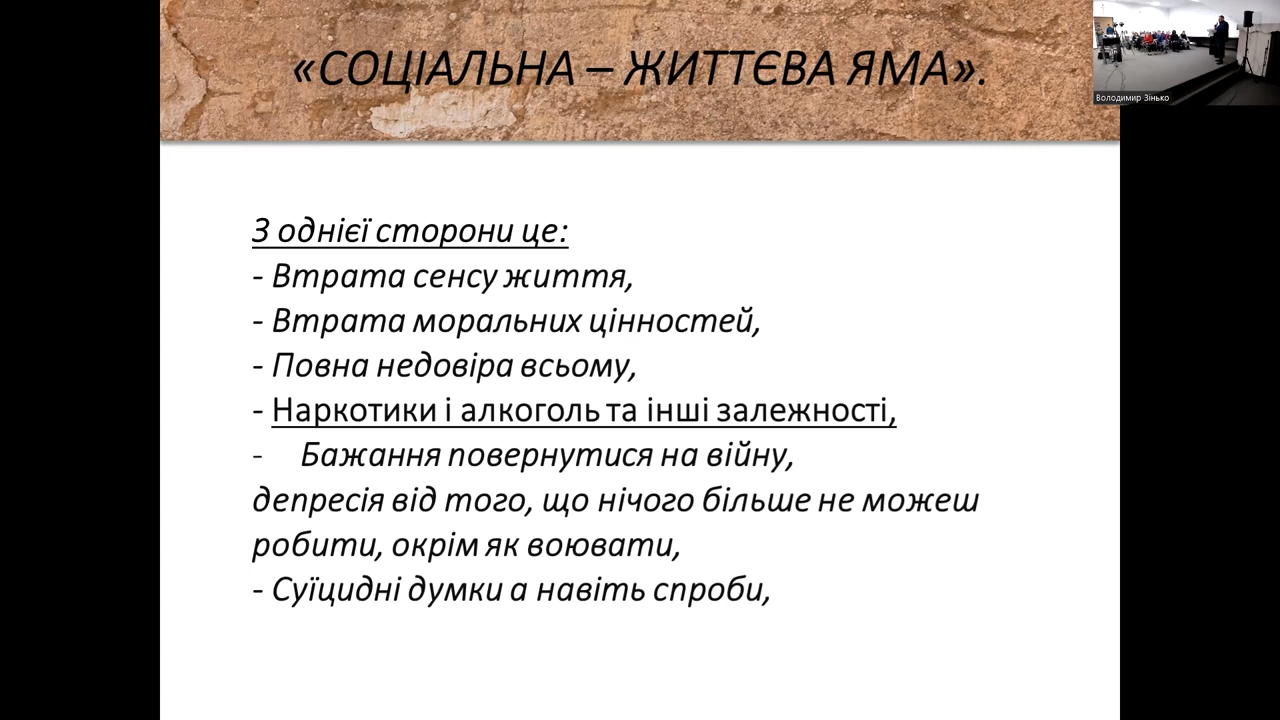 «СОЦІАЛЬНА – ЖИТТЄВА ЯМА».
Володимир Зінько
З однієї сторони це:
- Втрата сенсу життя,
- Втрата моральних цінностей,
- Повна недовіра всьому,
- Наркотики і алкоголь та інші залежності,
- Бажання повернутися на війну,
депресія від того, що нічого більше не можеш
робити, окрім як воювати,
- Суїцидні думки а навіть спроби,